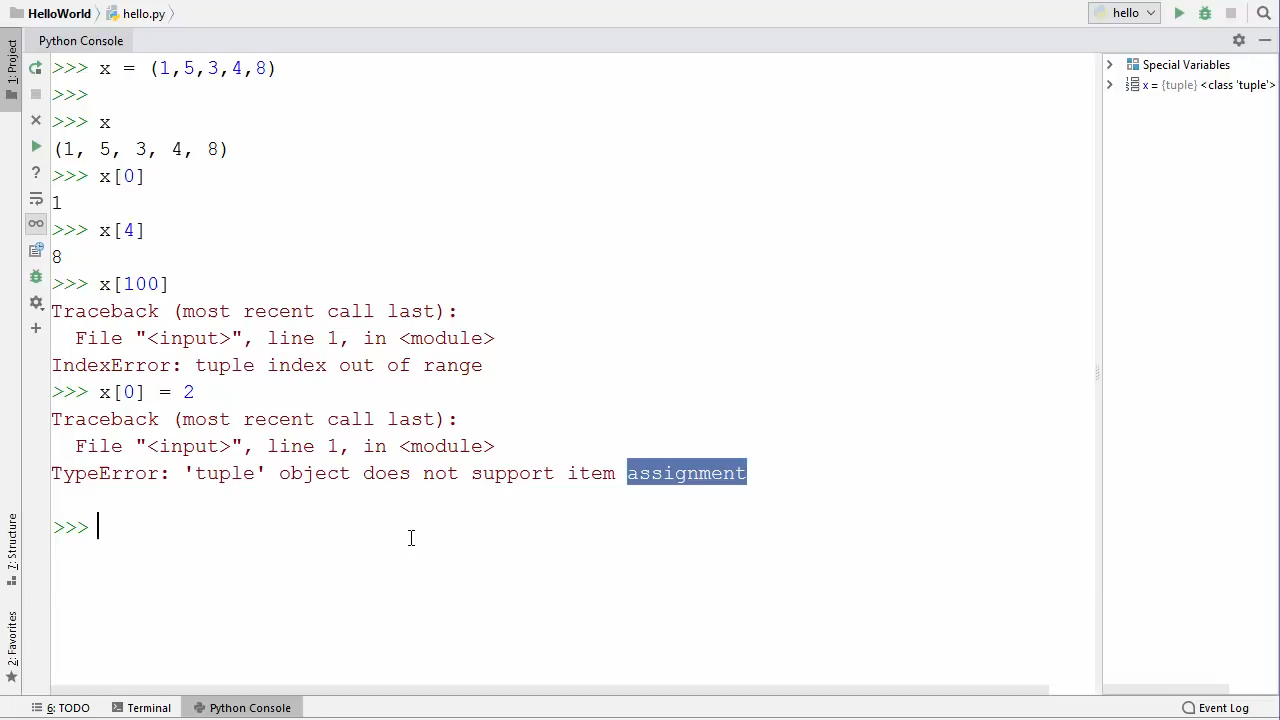 HelloWorld hello.py hello
Python Console
1: Project
>>> x = (1,5,3,4,8)
>>>
>>> x
(1, 5, 3, 4, 8)
>>> x[0]
1
>>> x[4]
8
>>> x[100]
Traceback (most recent call last):
File "<input>", line 1, in <module>
IndexError: tuple index out of range
>>> x[0] = 2
Traceback (most recent call last):
File "<input>", line 1, in <module>
TypeError: 'tuple' object does not support item assignment
>>>
Special Variables
x = {tuple} <class 'tuple'>
7: Structure
2: Favorites
6: TODO Terminal Python Console Event Log